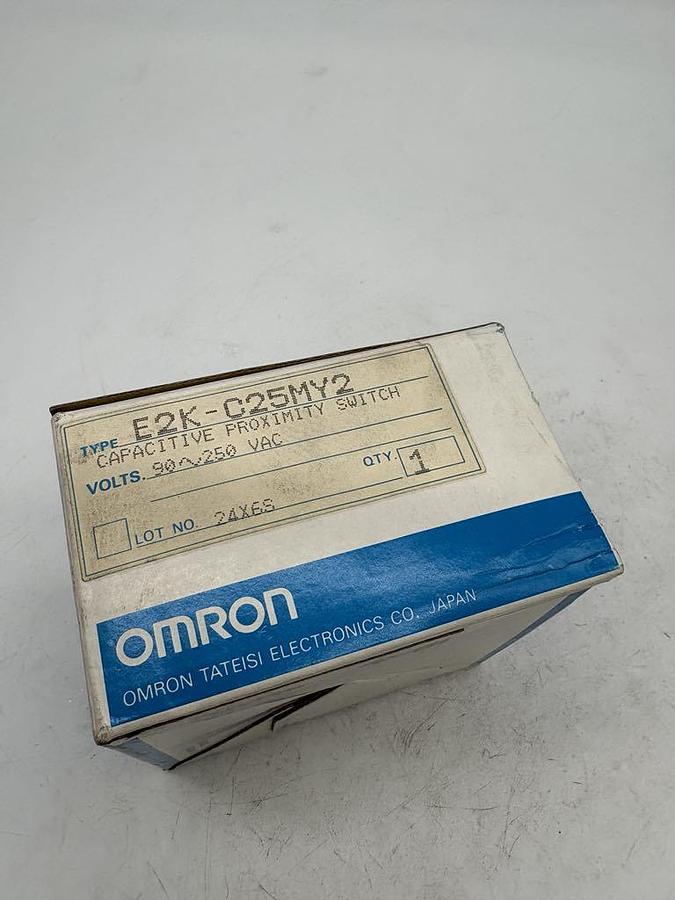 TYPE E2K-C25MY2
CAPACITIVE PROXIMITY SWITCH
VOLTS. 90∿250 VAC
QTY. 1
LOT NO. 24X6S
OMRON
OMRON TATEISI ELECTRONICS CO. JAPAN